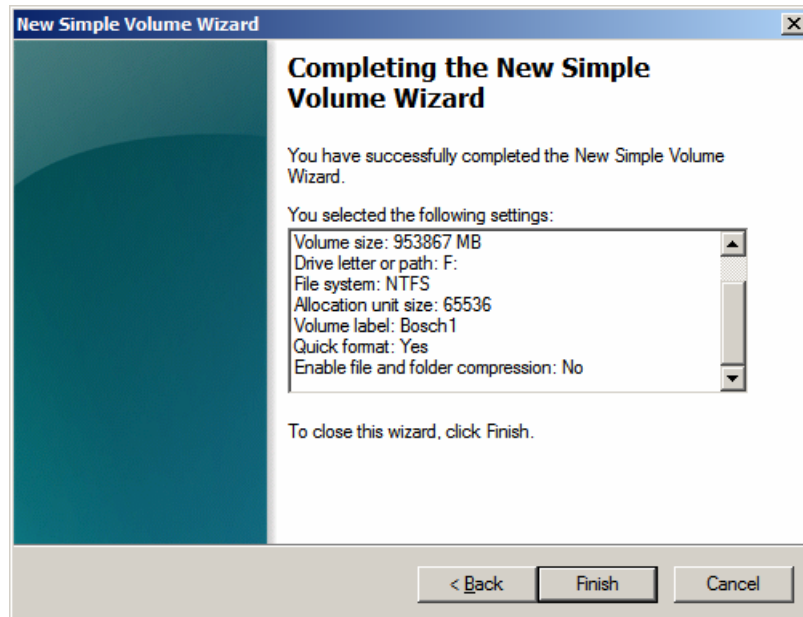 New Simple Volume Wizard
Completing the New Simple
Volume Wizard
You have successfully completed the New Simple Volume
Wizard.
You selected the following settings:
Volume size: 953867 MB
Drive letter or path: F:
File system: NTFS
Allocation unit size: 65536
Volume label: Bosch1
Quick format: Yes
Enable file and folder compression: No
To close this wizard, click Finish.
< Back
Finish
Cancel